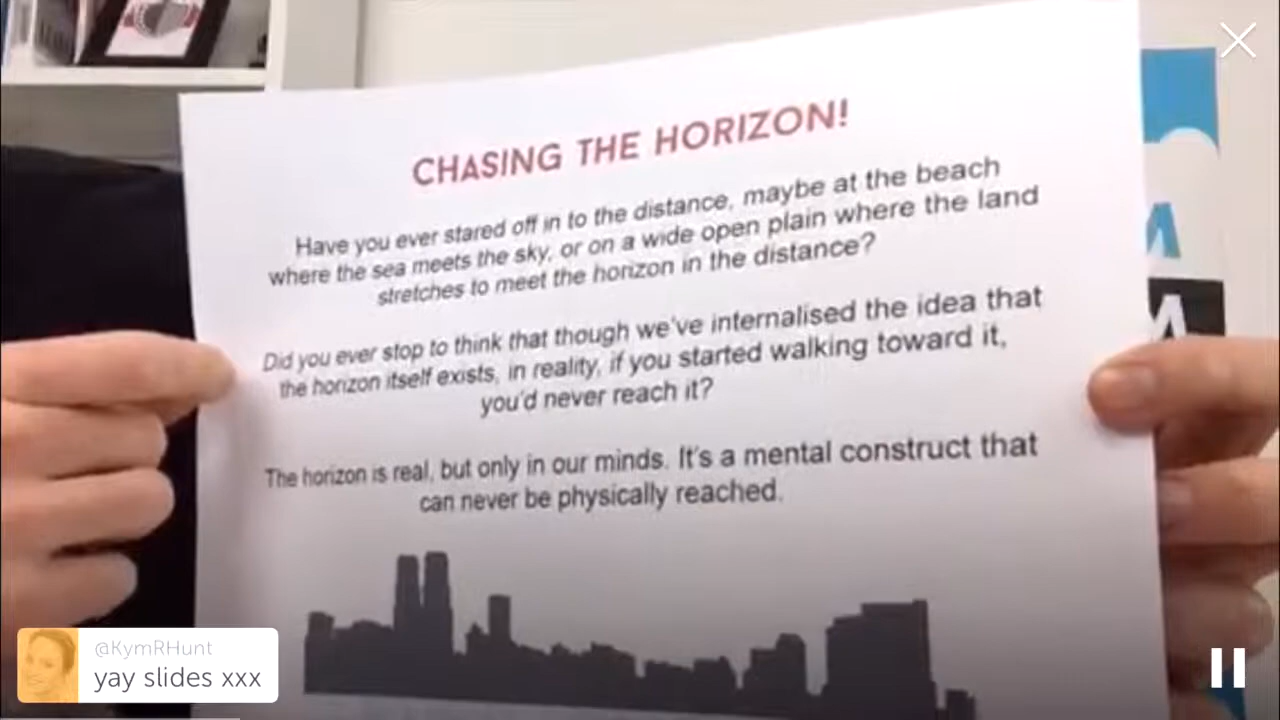 CHASING THE HORIZON!
Have you ever stared off in to the distance, maybe at the beach
where the sea meets the sky, or on a wide open plain where the land
stretches to meet the horizon in the distance?
Did you ever stop to think that though we've internalised the idea that
the horizon itself exists, in reality, if you started walking toward it,
you'd never reach it?
The horizon is real, but only in our minds. It's a mental construct that
can never be physically reached.
@KymRHunt
yay slides xxx